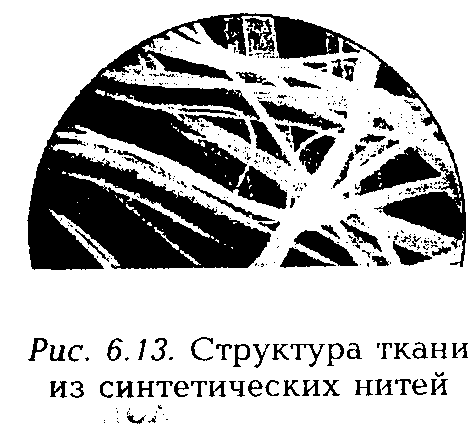 Рис. 6.13. Структура ткани
из синтетических нитей